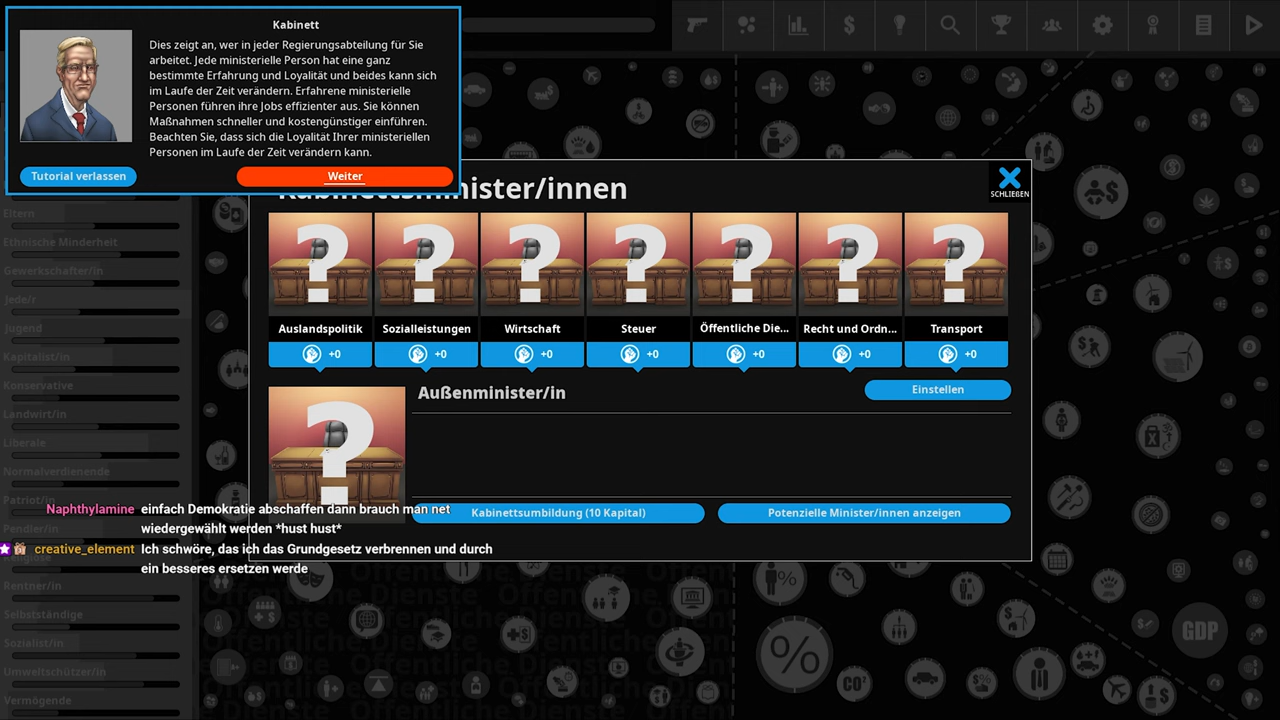 Kabinett
Dies zeigt an, wer in jeder Regierungsabteilung für Sie
arbeitet. Jede ministerielle Person hat eine ganz
bestimmte Erfahrung und Loyalität und beides kann sich
im Laufe der Zeit verändern. Erfahrene ministerielle
Personen führen ihre Jobs effizienter aus. Sie können
Maßnahmen schneller und kostengünstiger einführen.
Beachten Sie, dass sich die Loyalität Ihrer ministeriellen
Personen im Laufe der Zeit verändern kann.
Tutorial verlassen
Weiter
SCHLIEßEN
Auslandspolitik
Sozialleistungen
Wirtschaft
Steuer
Öffentliche Die...
Recht und Ordn...
Transport
+0
+0
+0
+0
+0
+0
+0
Außenminister/in
Einstellen
Kabinettsumbildung (10 Kapital)
Potenzielle Minister/innen anzeigen
Eltern
Ethnische Minderheit
Gewerkschafter/in
Jede/r
Jugend
Kapitalist/in
Konservative
Landwirt/in
Liberale
Normalverdienende
Patriot/in
Pendler/in
Religiöse
Rentner/in
Selbstständige
Sozialist/in
Umweltschützer/in
Vermögende
Naphthylamine einfach Demokratie abschaffen dann brauch man net
wiedergewählt werden *hust hust*
creative_element Ich schwöre, das ich das Grundgesetz verbrennen und durch
ein besseres ersetzen werde
GDP
CO²